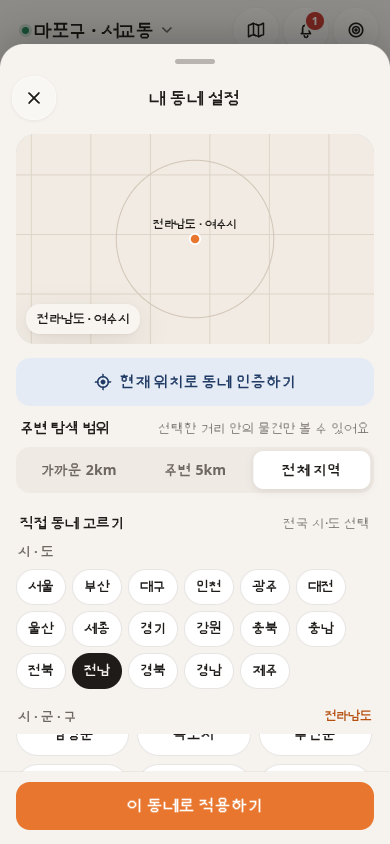 마포구 · 서교동
1
내 동네 설정
전라남도 · 여수시
전라남도 · 여수시
현재 위치로 동네 인증하기
주변 탐색 범위
선택한 거리 안의 물건만 볼 수 있어요
가까운 2km
주변 5km
전체 지역
직접 동네 고르기
전국 시·도 선택
시 · 도
서울 부산 대구 인천 광주 대전
울산 세종 경기 강원 충북 충남
전북 전남 경북 경남 제주
시 · 군 · 구
전라남도
이 동네로 적용하기